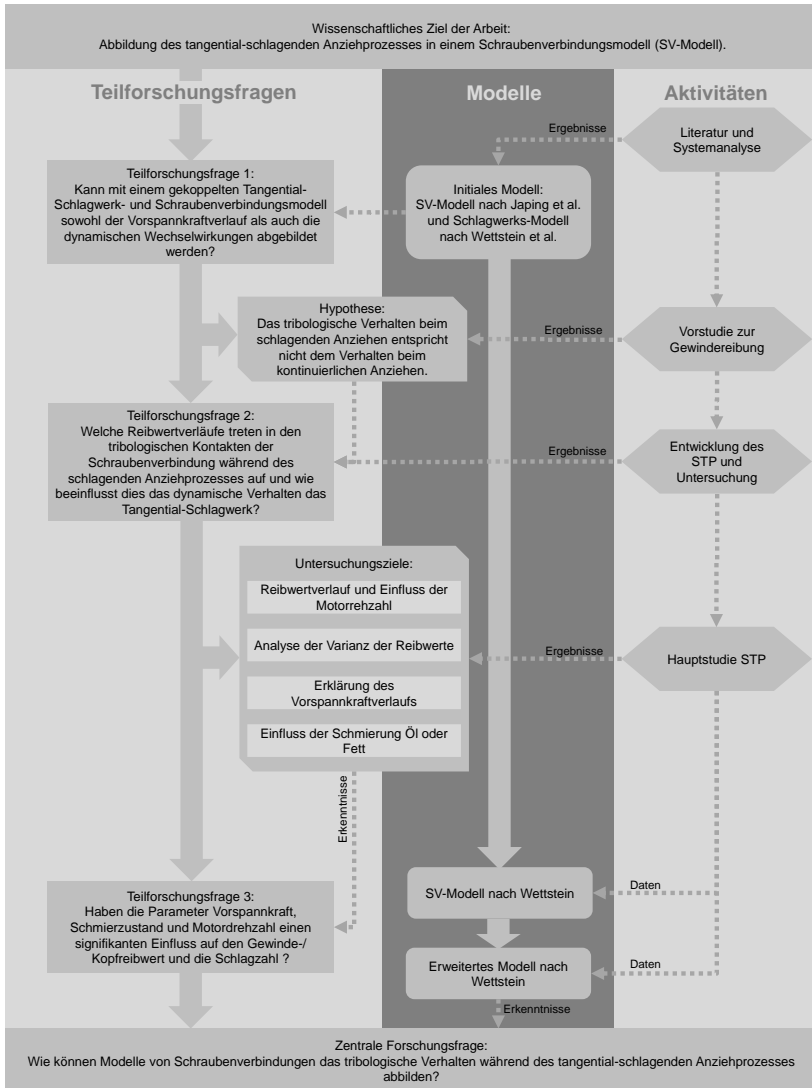 Wissenschaftliches Ziel der Arbeit:
Abbildung des tangential-schlagenden Anziehprozesses in einem Schraubenverbindungsmodell (SV-Modell).
Teilforschungsfragen
Modelle
Aktivitäten
Ergebnisse
Literatur und
Systemanalyse
Teilforschungsfrage 1:
Kann mit einem gekoppelten Tangential-
Schlagwerk- und Schraubenverbindungsmodell
sowohl der Vorspannkraftverlauf als auch die
dynamischen Wechselwirkungen abgebildet
werden?
Initiales Modell:
SV-Modell nach Japing et al.
und Schlagwerks-Modell
nach Wettstein et al.
Hypothese:
Das tribologische Verhalten beim
schlagenden Anziehen entspricht
nicht dem Verhalten beim
kontinuierlichen Anziehen.
Ergebnisse
Vorstudie zur
Gewindereibung
Teilforschungsfrage 2:
Welche Reibwertverläufe treten in den
tribologischen Kontakten der
Schraubenverbindung während des
schlagenden Anziehprozesses auf und wie
beeinflusst dies das dynamische Verhalten das
Tangential-Schlagwerk?
Ergebnisse
Entwicklung des
STP und
Untersuchung
Untersuchungsziele:
Reibwertverlauf und Einfluss der
Motorrehzahl
Analyse der Varianz der Reibwerte
Erklärung des
Vorspannkraftverlaufs
Einfluss der Schmierung Öl oder
Fett
Ergebnisse
Hauptstudie STP
Erkenntnisse
Teilforschungsfrage 3:
Haben die Parameter Vorspannkraft,
Schmierzustand und Motordrehzahl einen
signifikanten Einfluss auf den Gewinde-/
Kopfreibwert und die Schlagzahl ?
SV-Modell nach Wettstein
Daten
Erweitertes Modell nach
Wettstein
Daten
Erkenntnisse
Zentrale Forschungsfrage:
Wie können Modelle von Schraubenverbindungen das tribologische Verhalten während des tangential-schlagenden Anziehprozesses
abbilden?